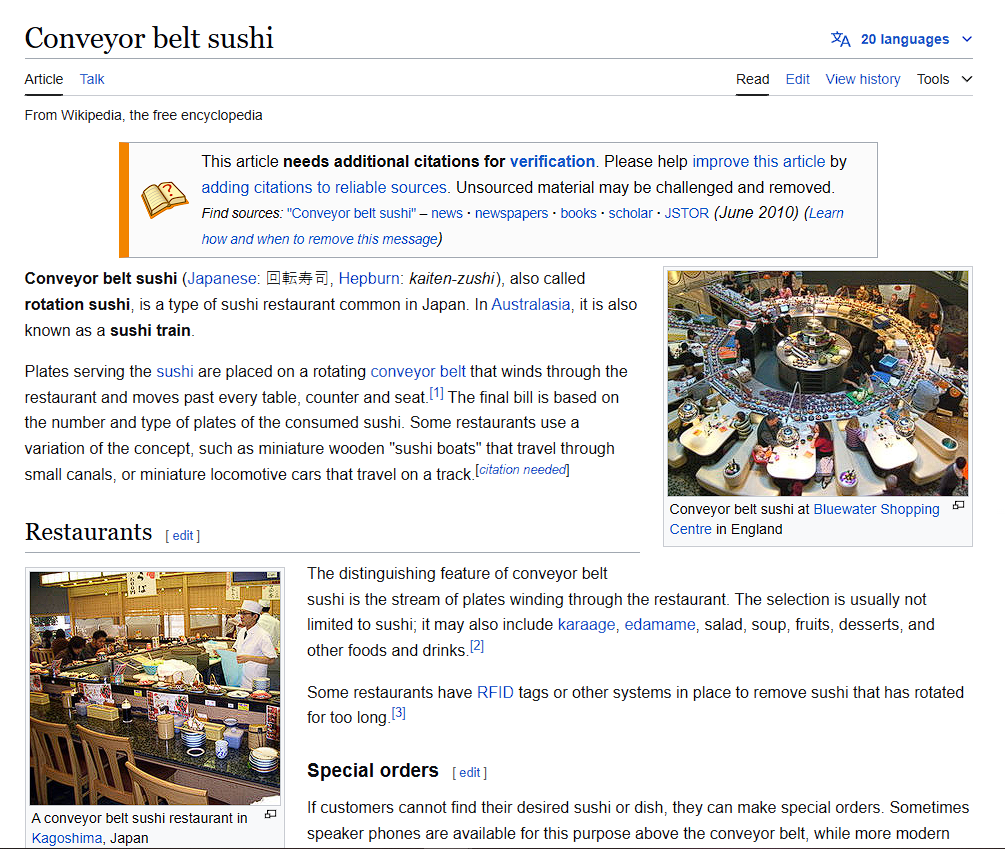 Conveyor belt sushi
20 languages
Article Talk
Read Edit View history Tools
From Wikipedia, the free encyclopedia
This article needs additional citations for verification. Please help improve this article by
adding citations to reliable sources. Unsourced material may be challenged and removed.
Find sources: "Conveyor belt sushi" – news · newspapers · books · scholar · JSTOR (June 2010) (Learn
how and when to remove this message)
Conveyor belt sushi (Japanese: 回転寿司, Hepburn: kaiten-zushi), also called
rotation sushi, is a type of sushi restaurant common in Japan. In Australasia, it is also
known as a sushi train.
Plates serving the sushi are placed on a rotating conveyor belt that winds through the
restaurant and moves past every table, counter and seat.[1] The final bill is based on
the number and type of plates of the consumed sushi. Some restaurants use a
variation of the concept, such as miniature wooden "sushi boats" that travel through
small canals, or miniature locomotive cars that travel on a track.[citation needed]
Conveyor belt sushi at Bluewater Shopping
Centre in England
Restaurants [ edit ]
The distinguishing feature of conveyor belt
sushi is the stream of plates winding through the restaurant. The selection is usually not
limited to sushi; it may also include karaage, edamame, salad, soup, fruits, desserts, and
other foods and drinks.[2]
Some restaurants have RFID tags or other systems in place to remove sushi that has rotated
for too long.[3]
A conveyor belt sushi restaurant in
Kagoshima, Japan
Special orders [ edit ]
If customers cannot find their desired sushi or dish, they can make special orders. Sometimes
speaker phones are available for this purpose above the conveyor belt, while more modern